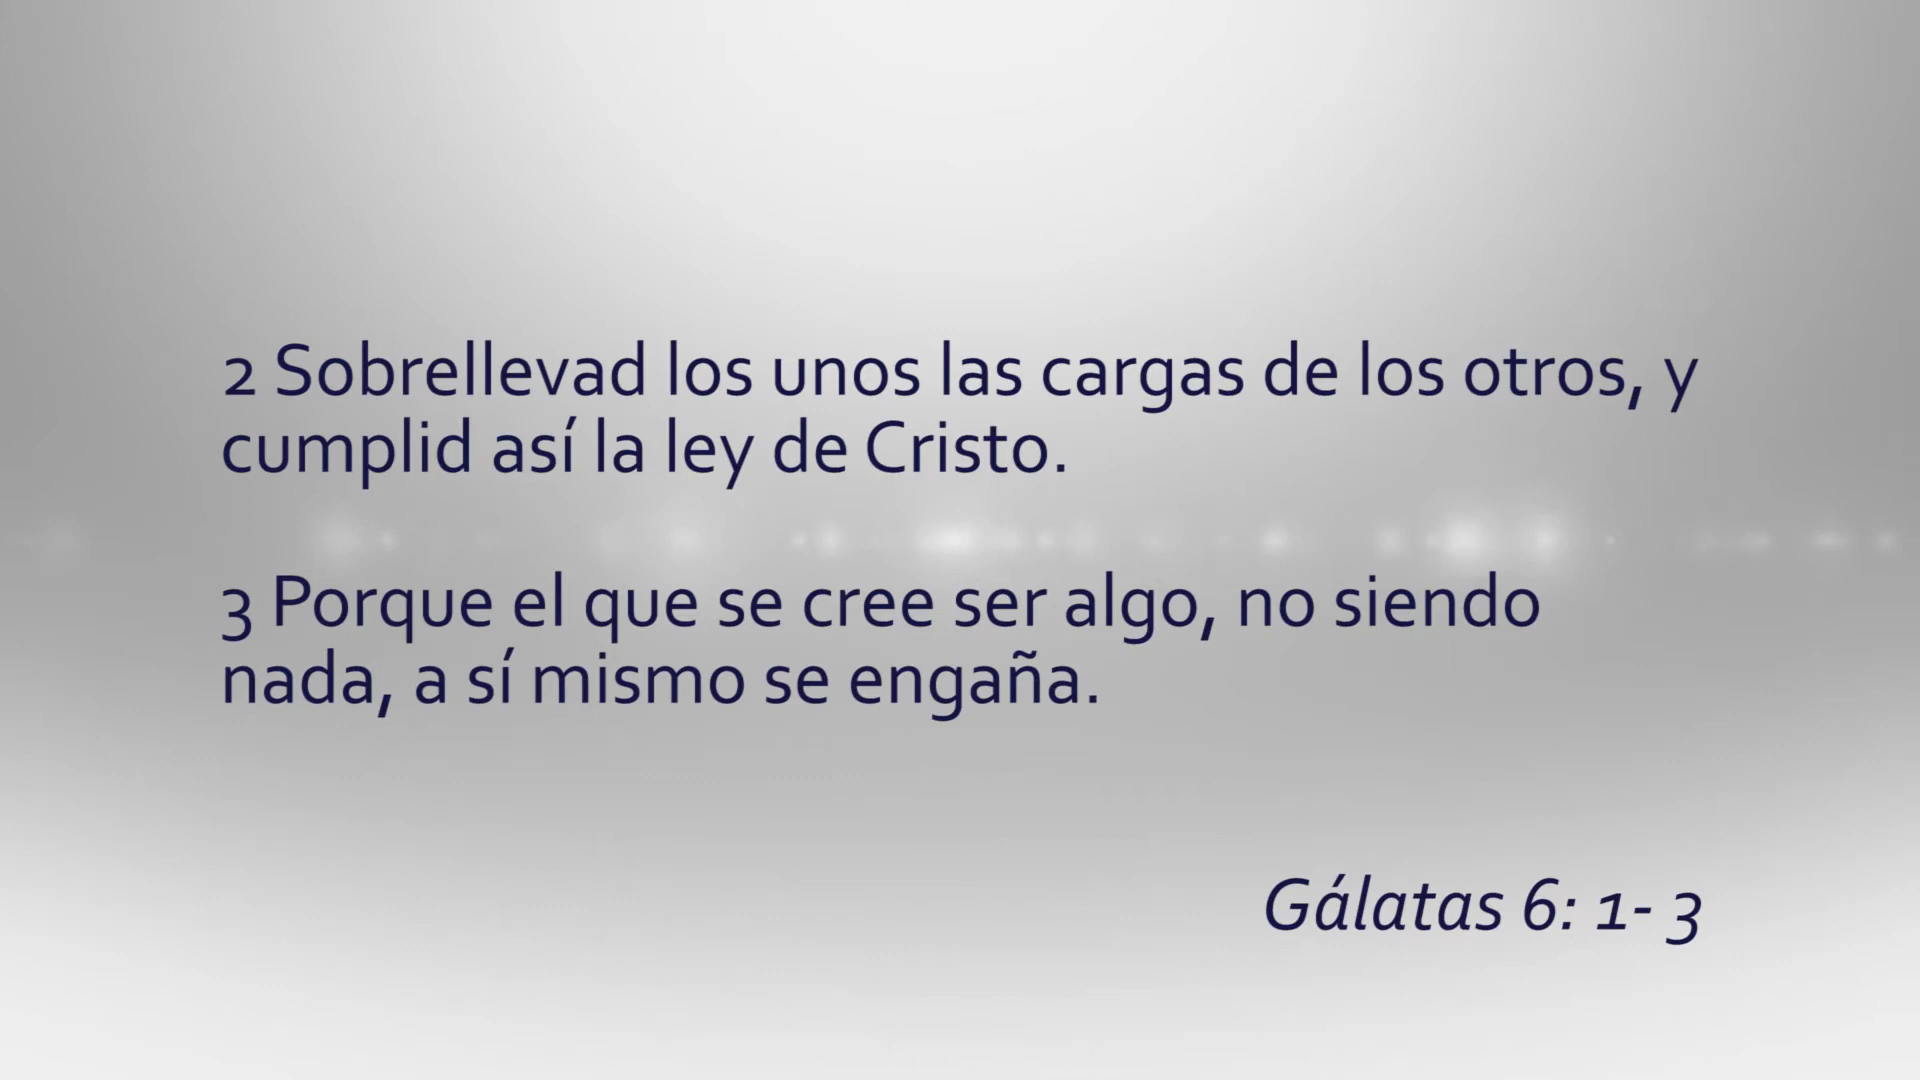 2 Sobrellevad los unos las cargas de los otros, y
cumplid así la ley de Cristo.
3 Porque el que se cree ser algo, no siendo
nada, a sí mismo se engaña.
Gálatas 6: 1- 3